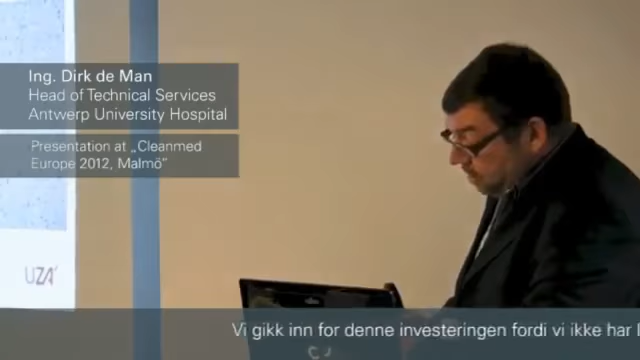 Ing. Dirk de Man
Head of Technical Services
Antwerp University Hospital
Presentation at „Cleanmed
Europe 2012, Malmö"
UZA
Vi gikk inn for denne investeringen fordi vi ikke har